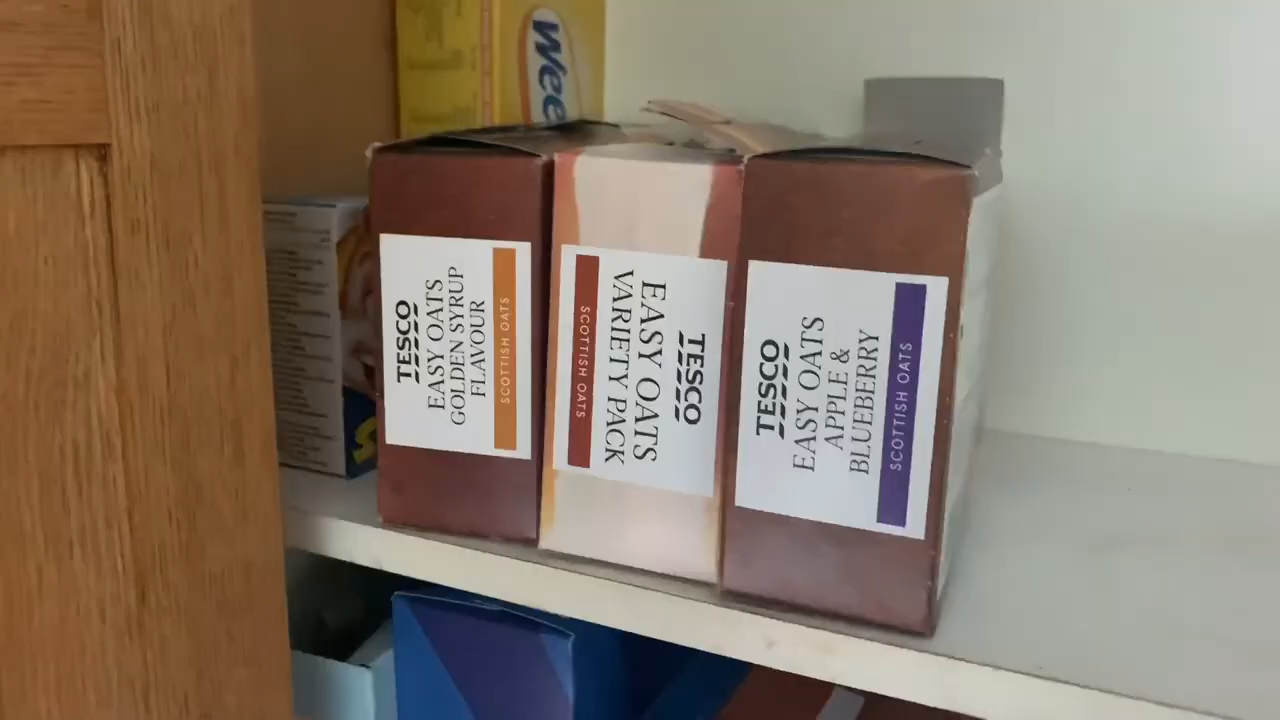 Wee
TESCO
EASY OATS
GOLDEN SYRUP
FLAVOUR
SCOTTISH OATS
TESCO
EASY OATS
VARIETY PACK
SCOTTISH OATS
TESCO
EASY OATS
APPLE &
BLUEBERRY
SCOTTISH OATS